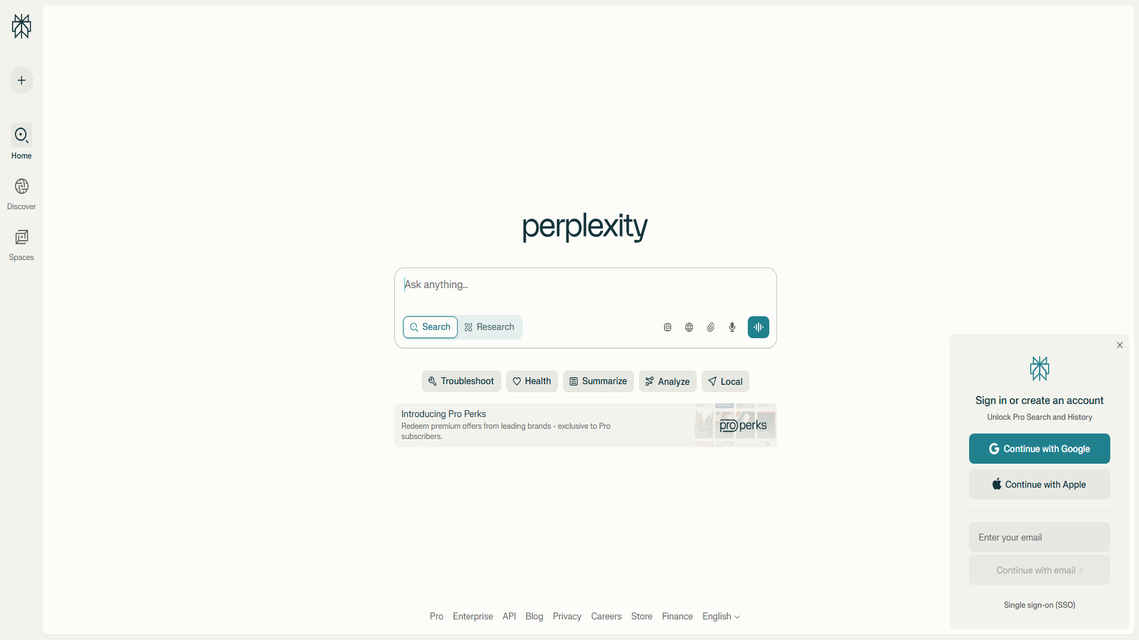 Home
Discover
Spaces
perplexity
Ask anything...
Search Research
Troubleshoot Health Summarize Analyze Local
Introducing Pro Perks
Redeem premium offers from leading brands - exclusive to Pro
subscribers.
pro perks
Sign in or create an account
Unlock Pro Search and History
Continue with Google
Continue with Apple
Enter your email
Continue with email
Single sign-on (SSO)
Pro Enterprise API Blog Privacy Careers Store Finance English